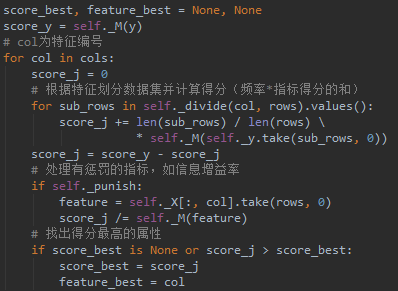 score_best, feature_best = None, None
score_y = self._M(y)
# col为特征编号
for col in cols:
    score_j = 0
    # 根据特征划分数据集并计算得分（频率*指标得分的和）
    for sub_rows in self._divide(col, rows).values():
        score_j += len(sub_rows) / len(rows) \
                   * self._M(self._y.take(sub_rows, 0))
    score_j = score_y - score_j
    # 处理有惩罚的指标，如信息增益率
    if self._punish:
        feature = self._X[:, col].take(rows, 0)
        score_j /= self._M(feature)
    # 找出得分最高的属性
    if score_best is None or score_j > score_best:
        score_best = score_j
        feature_best = col